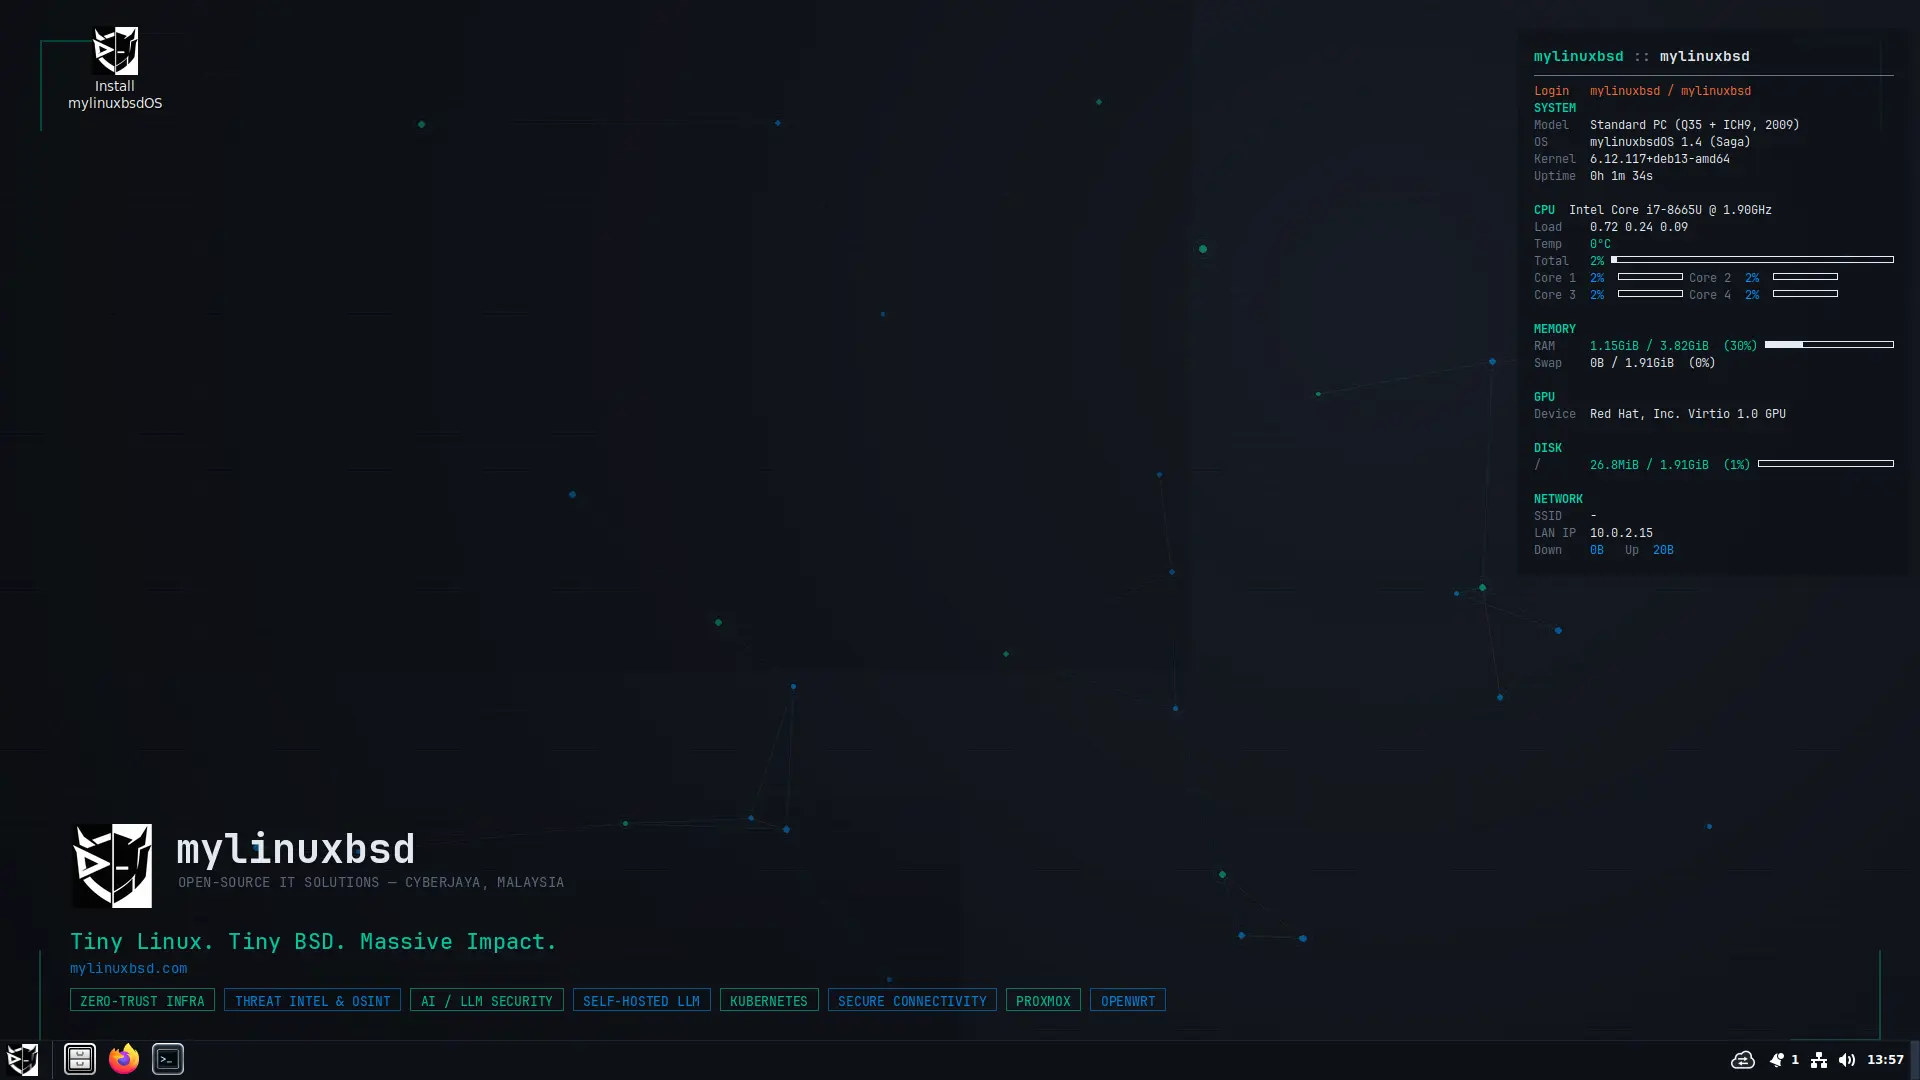 Install
mylinuxbsdOS
mylinuxbsd :: mylinuxbsd
Login mylinuxbsd / mylinuxbsd
SYSTEM
Model Standard PC (Q35 + ICH9, 2009)
OS mylinuxbsdOS 1.4 (Saga)
Kernel 6.12.117+deb13-amd64
Uptime 0h 1m 34s
CPU Intel Core i7-8665U @ 1.90GHz
Load 0.72 0.24 0.09
Temp 0°C
Total 2%
Core 1 2% Core 2 2%
Core 3 2% Core 4 2%
MEMORY
RAM 1.15GiB / 3.82GiB (30%)
Swap 0B / 1.91GiB (0%)
GPU
Device Red Hat, Inc. Virtio 1.0 GPU
DISK
/ 26.8MiB / 1.91GiB (1%)
NETWORK
SSID -
LAN IP 10.0.2.15
Down 0B Up 20B
mylinuxbsd
OPEN-SOURCE IT SOLUTIONS — CYBERJAYA, MALAYSIA
Tiny Linux. Tiny BSD. Massive Impact.
mylinuxbsd.com
ZERO-TRUST INFRA THREAT INTEL & OSINT AI / LLM SECURITY SELF-HOSTED LLM KUBERNETES SECURE CONNECTIVITY PROXMOX OPENWRT
1 13:57